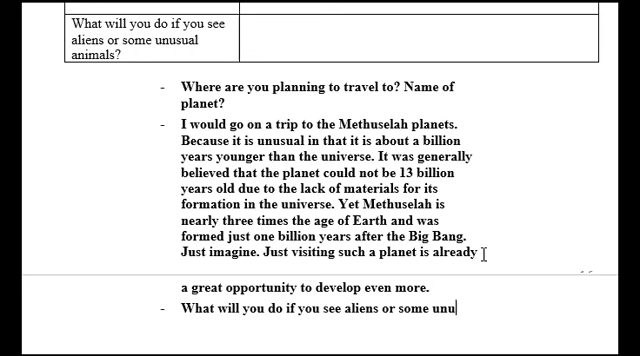 What will you do if you see
aliens or some unusual
animals?
- Where are you planning to travel to? Name of
planet?
- I would go on a trip to the Methuselah planets.
Because it is unusual in that it is about a billion
years younger than the universe. It was generally
believed that the planet could not be 13 billion
years old due to the lack of materials for its
formation in the universe. Yet Methuselah is
nearly three times the age of Earth and was
formed just one billion years after the Big Bang.
Just imagine. Just visiting such a planet is already
a great opportunity to develop even more.
- What will you do if you see aliens or some unu